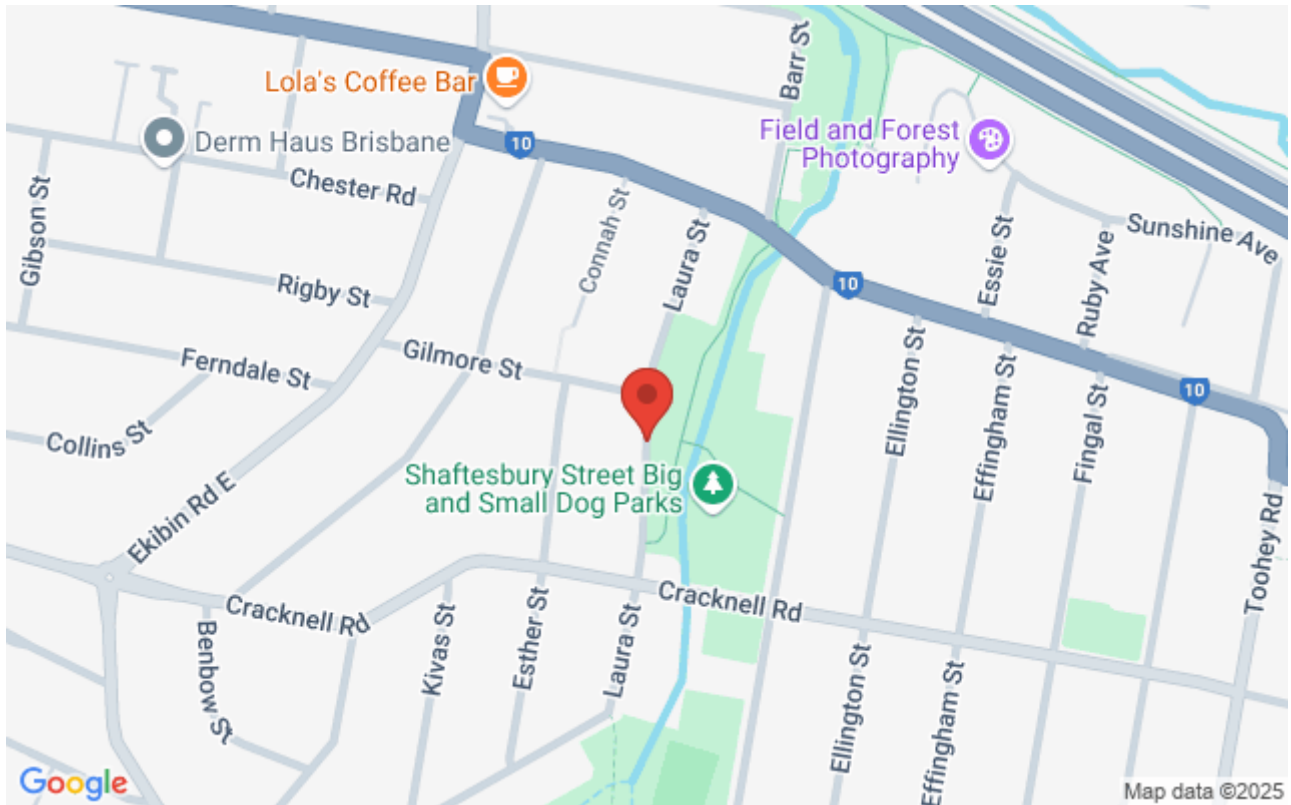 Barr St
Lola's Coffee Bar
Field and Forest
Photography
10
Derm Haus Brisbane
Chester Rd
Gibson St
Connah St
Laura St
Essie St
Sunshine Ave
Ruby Ave
Rigby St
10
Ferndale St
Gilmore St
Ellington St
Effingham St
Fingal St
10
Collins St
Shaftesbury Street Big
and Small Dog Parks
Ekibin Rd E
Toohey Rd
Cracknell Rd
Cracknell Rd
Benbow St
Kivas St
Esther St
Laura St
Ellington St
Effingham St
Google
Map data ©2025